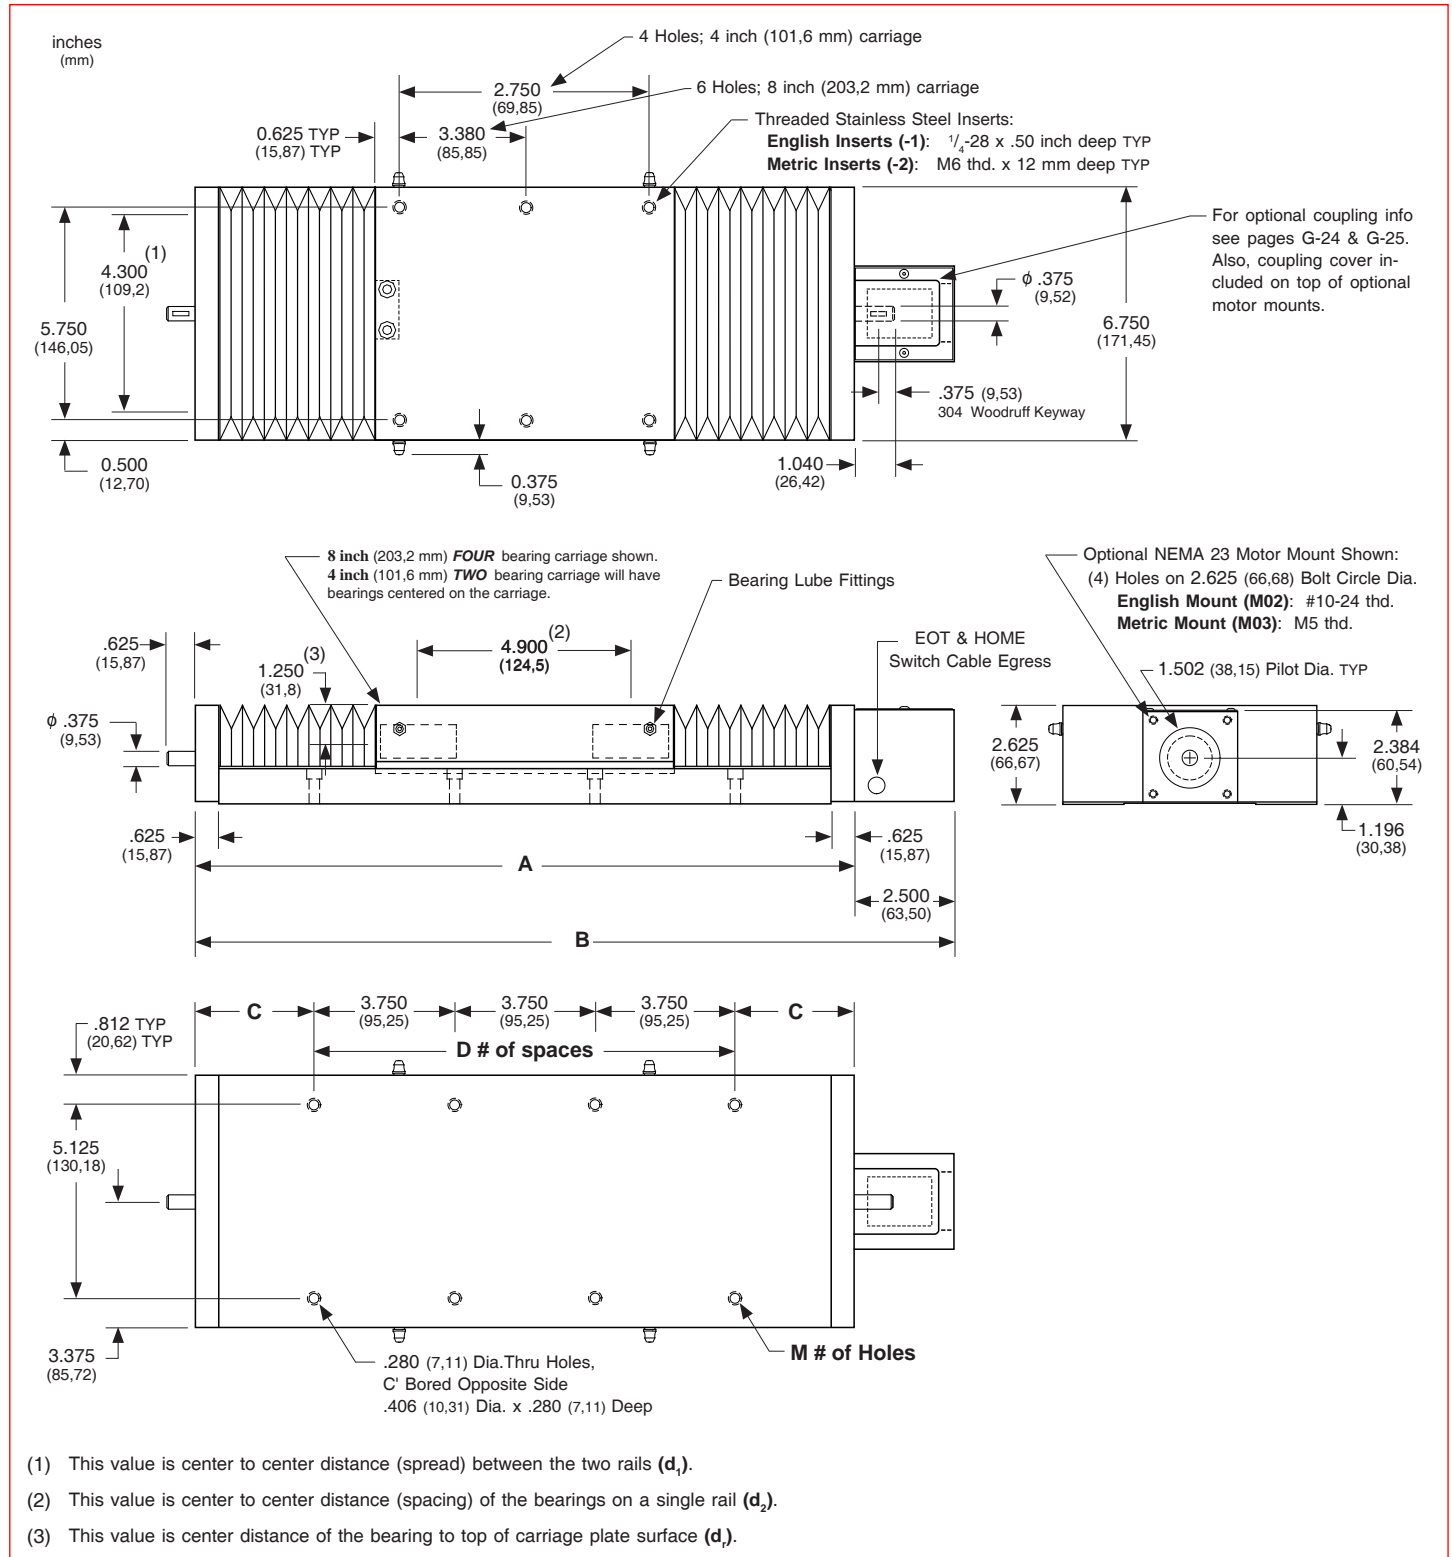 inches
(mm)
4 Holes; 4 inch (101,6 mm) carriage
2.750
(69,85)
6 Holes; 8 inch (203,2 mm) carriage
0.625 TYP
(15,87) TYP
3.380
(85,85)
Threaded Stainless Steel Inserts:
English Inserts (-1): 1/4-28 x .50 inch deep TYP
Metric Inserts (-2): M6 thd. x 12 mm deep TYP
For optional coupling info
see pages G-24 & G-25.
Also, coupling cover in-
cluded on top of optional
motor mounts.
4.300 (1)
(109,2)
ϕ .375
(9,52)
5.750
(146,05)
6.750
(171,45)
.375 (9,53)
304 Woodruff Keyway
0.500
(12,70)
0.375
(9,53)
1.040
(26,42)
8 inch (203,2 mm) FOUR bearing carriage shown.
4 inch (101,6 mm) TWO bearing carriage will have
bearings centered on the carriage.
Bearing Lube Fittings
Optional NEMA 23 Motor Mount Shown:
(4) Holes on 2.625 (66,68) Bolt Circle Dia.
English Mount (M02): #10-24 thd.
Metric Mount (M03): M5 thd.
.625
(15,87)
1.250 (3)
(31,8)
4.900 (2)
(124,5)
EOT & HOME
Switch Cable Egress
1.502 (38,15) Pilot Dia. TYP
ϕ .375
(9,53)
2.625
(66,67)
2.384
(60,54)
.625
(15,87)
.625
(15,87)
1.196
(30,38)
A
2.500
(63,50)
B
C
3.750
(95,25)
3.750
(95,25)
3.750
(95,25)
C
.812 TYP
(20,62) TYP
D # of spaces
5.125
(130,18)
3.375
(85,72)
.280 (7,11) Dia.Thru Holes,
C' Bored Opposite Side
.406 (10,31) Dia. x .280 (7,11) Deep
M # of Holes
(1) This value is center to center distance (spread) between the two rails (d1).
(2) This value is center to center distance (spacing) of the bearings on a single rail (d2).
(3) This value is center distance of the bearing to top of carriage plate surface (dr).